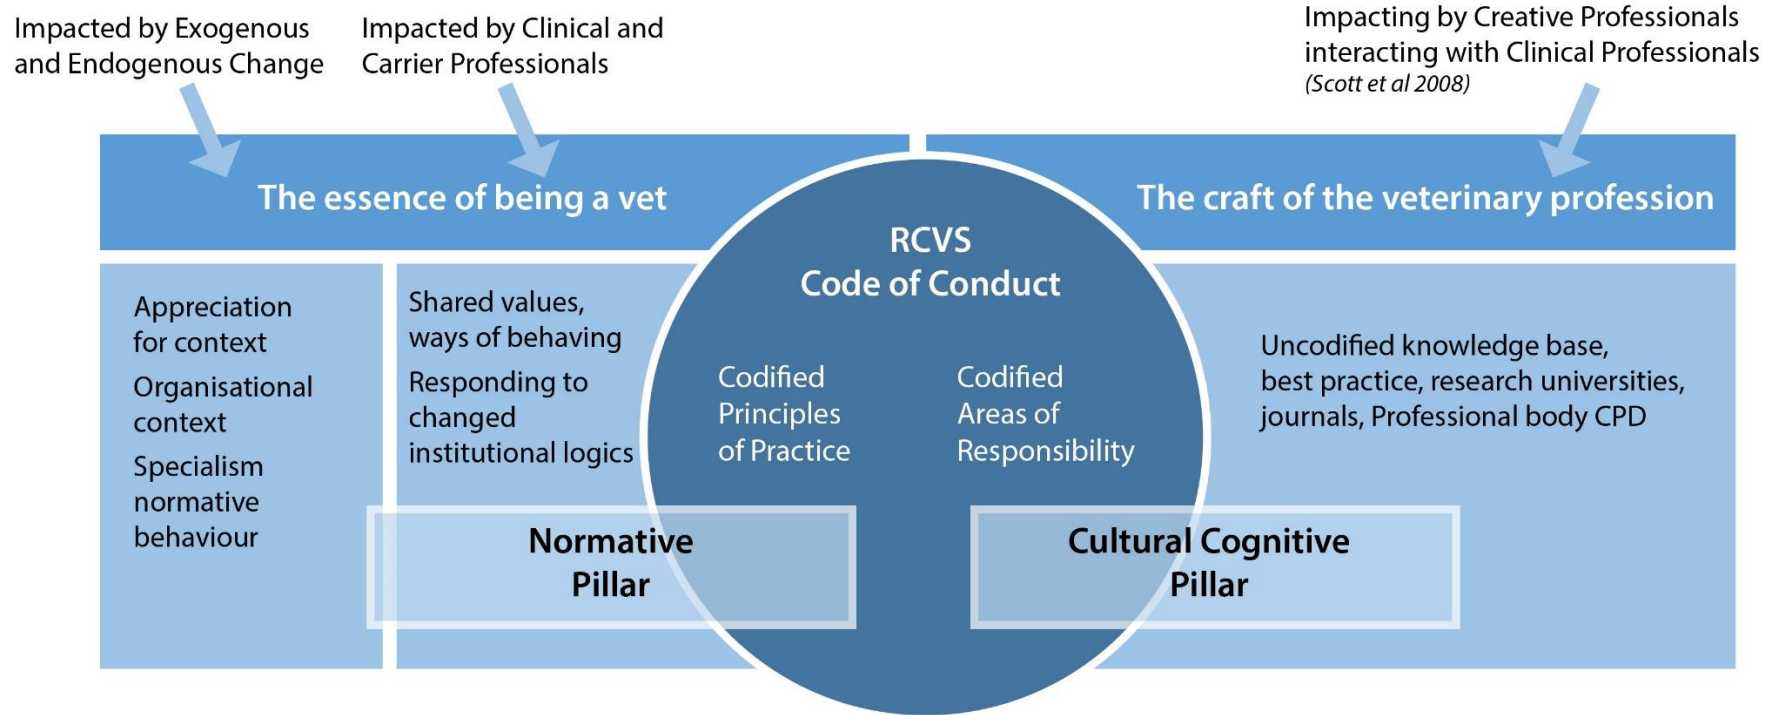 Impacted by Exogenous
and Endogenous Change
Impacted by Clinical and
Carrier Professionals
Impacting by Creative Professionals
interacting with Clinical Professionals
(Scott et al 2008)
The essence of being a vet
The craft of the veterinary profession
Appreciation
for context
Organisational
context
Specialism
normative
behaviour
Shared values,
ways of behaving
Responding to
changed
institutional logics
RCVS
Code of Conduct
Codified
Principles
of Practice
Codified
Areas of
Responsibility
Uncodified knowledge base,
best practice, research universities,
journals, Professional body CPD
Normative
Pillar
Cultural Cognitive
Pillar